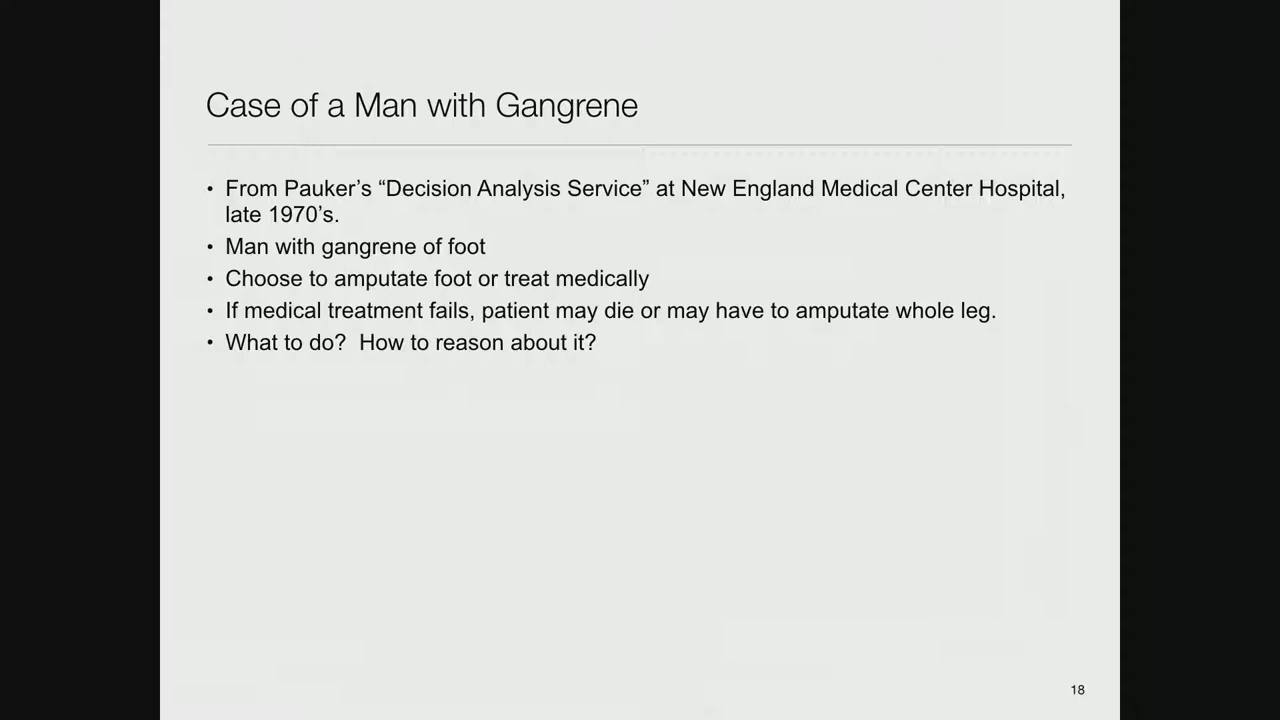 Case of a Man with Gangrene
• From Pauker's “Decision Analysis Service” at New England Medical Center Hospital,
late 1970's.
• Man with gangrene of foot
• Choose to amputate foot or treat medically
• If medical treatment fails, patient may die or may have to amputate whole leg.
• What to do?  How to reason about it?
18